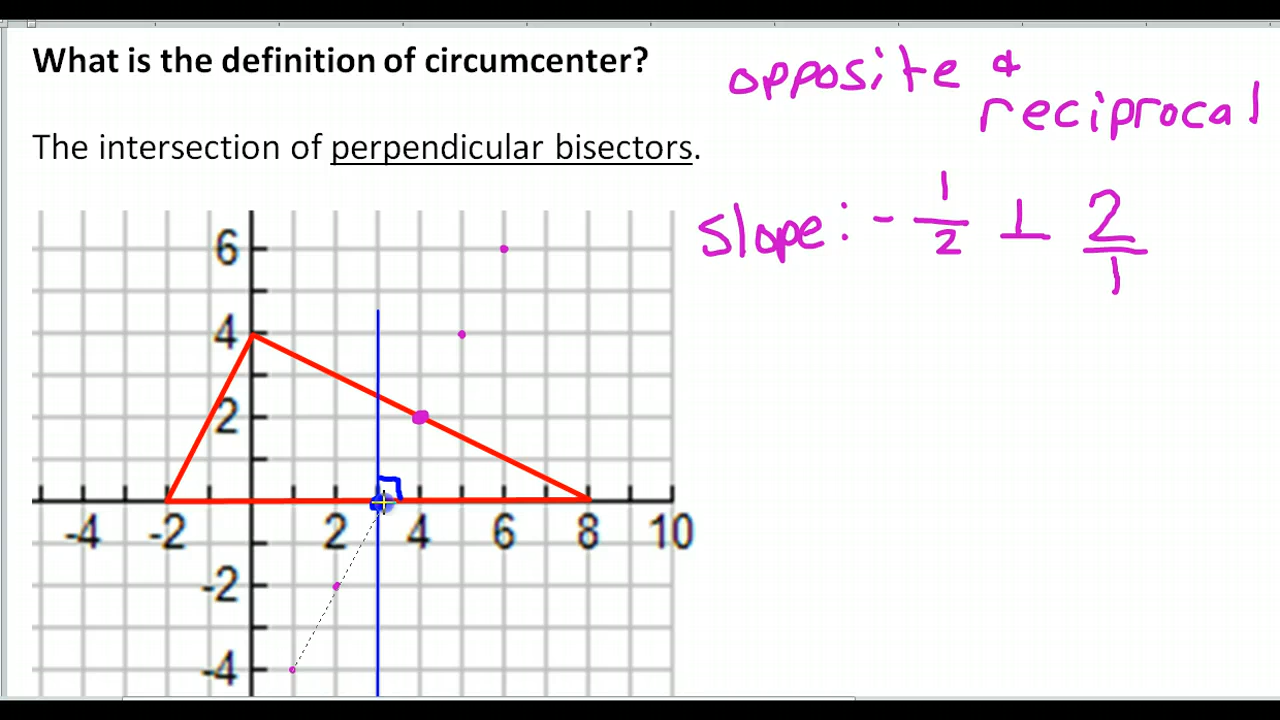 What is the definition of circumcenter?
opposite &
reciprocal
The intersection of perpendicular bisectors.
slope: - 1/2 ⊥ 2/1
6
4
2
-4 -2 2 4 6 8 10
-2
-4